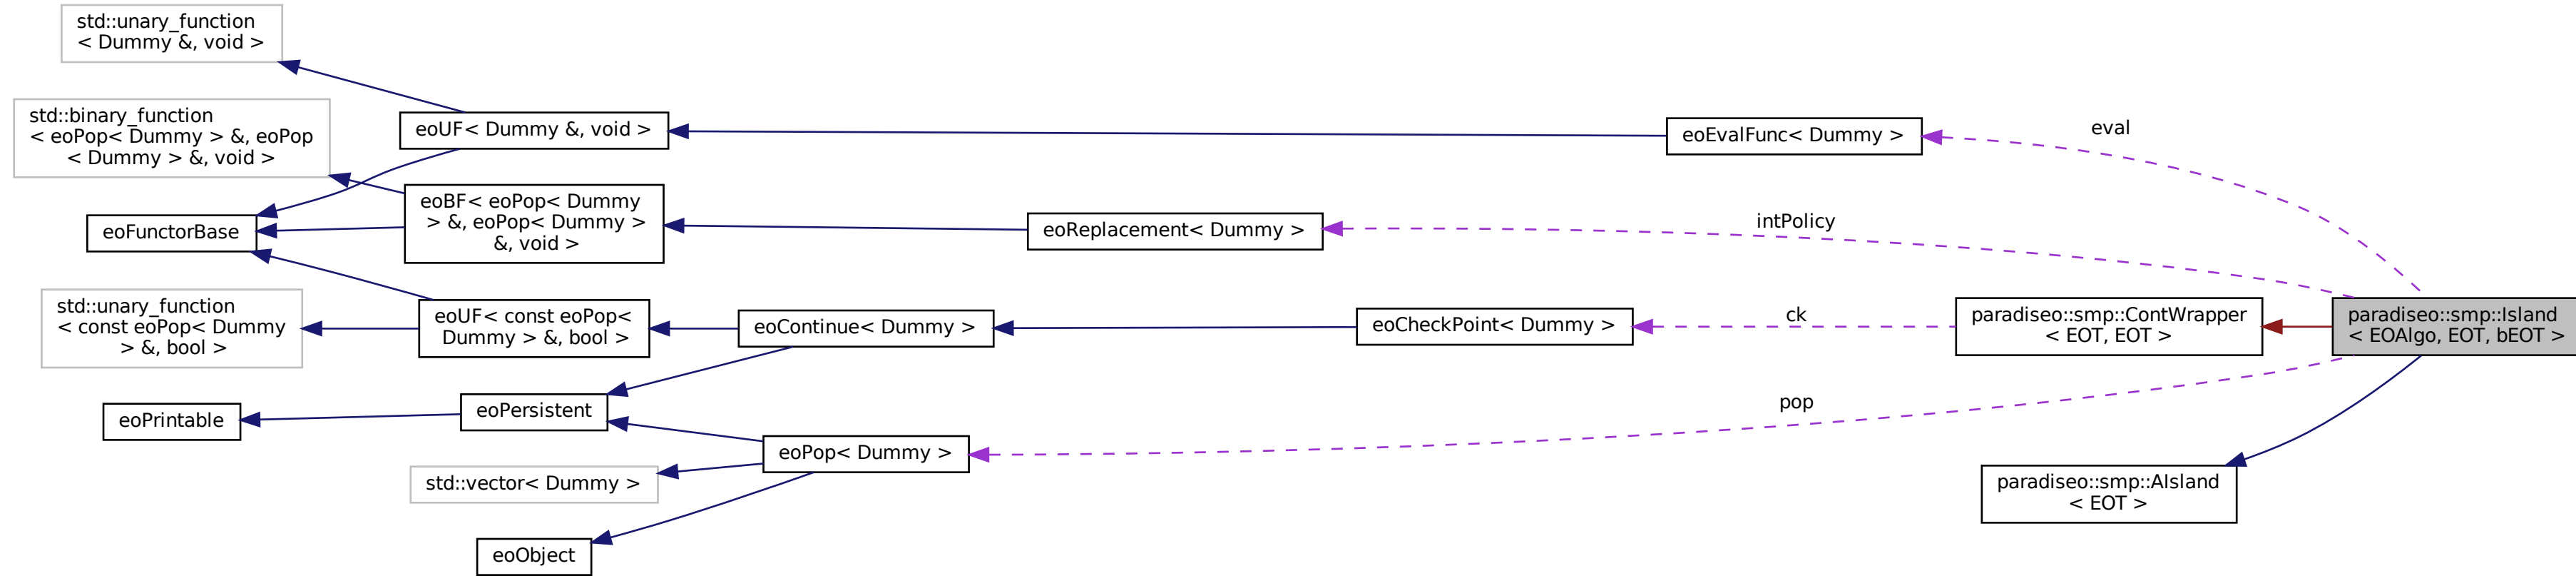 std::unary_function
< Dummy &, void >
std::binary_function
< eoPop< Dummy > &, eoPop
< Dummy > &, void >
eoFunctorBase
std::unary_function
< const eoPop< Dummy
> &, bool >
eoPrintable
eoUF< Dummy &, void >
eoBF< eoPop< Dummy
> &, eoPop< Dummy >
&, void >
eoUF< const eoPop<
Dummy > &, bool >
eoPersistent
std::vector< Dummy >
eoObject
eoContinue< Dummy >
eoPop< Dummy >
eoReplacement< Dummy >
eoCheckPoint< Dummy >
eoEvalFunc< Dummy >
eval
intPolicy
ck
pop
paradiseo::smp::ContWrapper
< EOT, EOT >
paradiseo::smp::AIsland
< EOT >
paradiseo::smp::Island
< EOAlgo, EOT, bEOT >